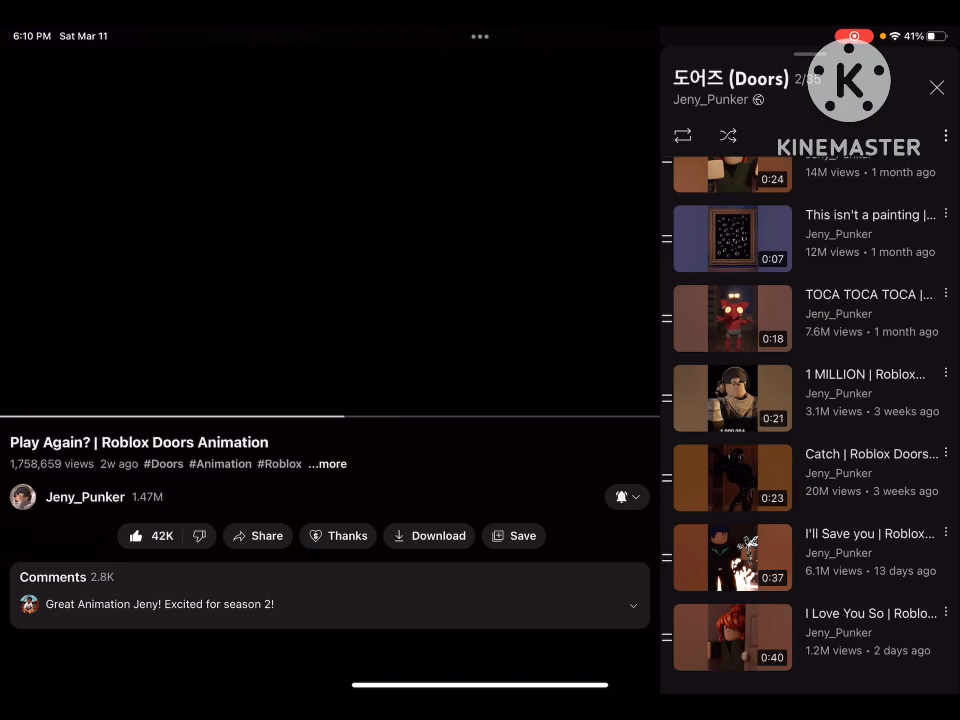 6:10 PM Sat Mar 11
41%
도어즈 (Doors) 2/35
Jeny_Punker
K
KINEMASTER
Jeny_Punker
14M views • 1 month ago
0:24
This isn't a painting |...
Jeny_Punker
12M views • 1 month ago
0:07
TOCA TOCA TOCA |...
Jeny_Punker
7.6M views • 1 month ago
0:18
1 MILLION | Roblox...
Jeny_Punker
3.1M views • 3 weeks ago
0:21
Catch | Roblox Doors...
Jeny_Punker
20M views • 3 weeks ago
0:23
I'll Save you | Roblox...
Jeny_Punker
6.1M views • 13 days ago
0:37
I Love You So | Roblo...
Jeny_Punker
1.2M views • 2 days ago
0:40
Play Again? | Roblox Doors Animation
1,758,659 views 2w ago #Doors #Animation #Roblox ...more
Jeny_Punker 1.47M
42K Share Thanks Download Save
Comments 2.8K
Great Animation Jeny! Excited for season 2!